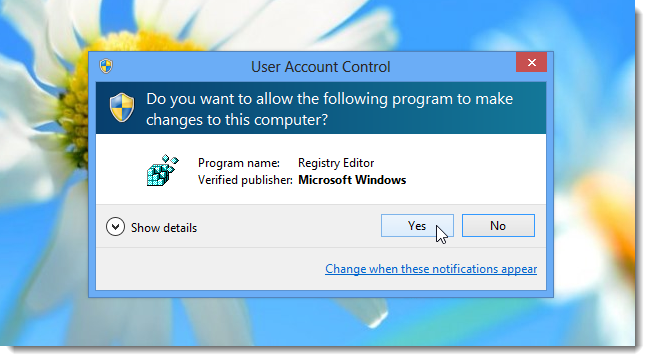 User Account Control
Do you want to allow the following program to make
changes to this computer?
Program name: Registry Editor
Verified publisher: Microsoft Windows
Show details
Yes
No
Change when these notifications appear